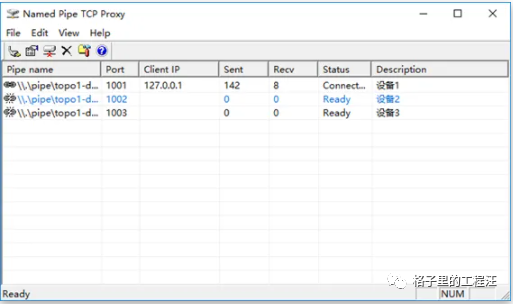 Named Pipe TCP Proxy
File Edit View Help
Pipe name Port Client IP Sent Recv Status Description
\\.\pipe\topo1-d... 1001 127.0.0.1 142 8 Connect... 设备1
\\.\pipe\topo1-d... 1002 0 0 Ready 设备2
\\.\pipe\topo1-d... 1003 0 0 Ready 设备3
格子里的工程汪
Ready NUM